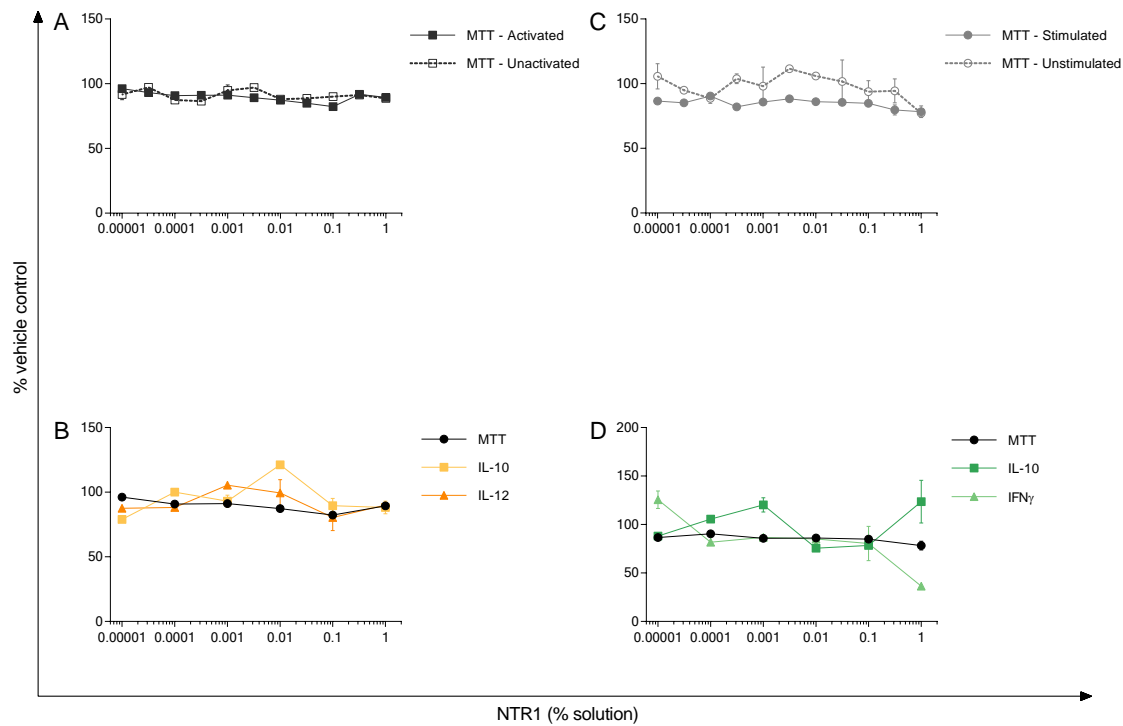 A
150
100
50
0
0.00001 0.0001 0.001 0.01 0.1 1
MTT - Activated
MTT - Unactivated
C
150
100
50
0
0.00001 0.0001 0.001 0.01 0.1 1
MTT - Stimulated
MTT - Unstimulated
% vehicle control
B
150
100
50
0
0.00001 0.0001 0.001 0.01 0.1 1
MTT
IL-10
IL-12
D
200
150
100
50
0
0.00001 0.0001 0.001 0.01 0.1 1
MTT
IL-10
IFNγ
NTR1 (% solution)